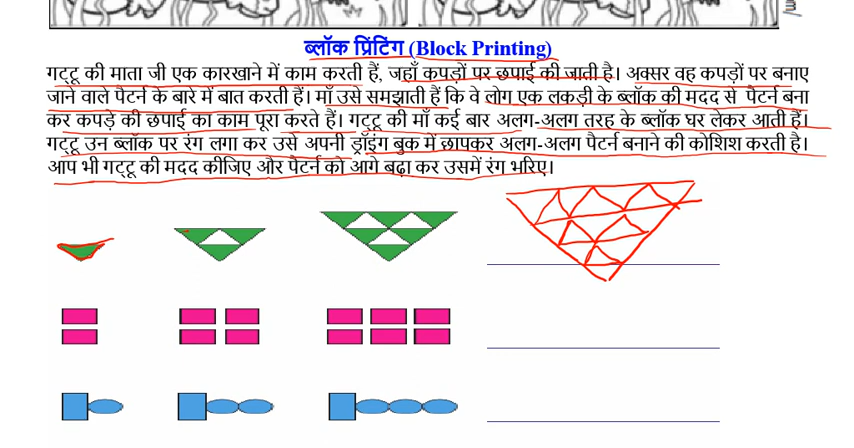 ब्लॉक प्रिंटिंग (Block Printing)
गट्टू की माता जी एक कारखाने में काम करती हैं, जहाँ कपड़ों पर छपाई की जाती है। अक्सर वह कपड़ों पर बनाए
जाने वाले पैटर्न के बारे में बात करती हैं। माँ उसे समझाती हैं कि वे लोग एक लकड़ी के ब्लॉक की मदद से पैटर्न बना
कर कपड़े की छपाई का काम पूरा करते हैं। गट्टू की माँ कई बार अलग-अलग तरह के ब्लॉक घर लेकर आती हैं।
गट्टू उन ब्लॉक पर रंग लगा कर उसे अपनी ड्रॉइंग बुक में छापकर अलग-अलग पैटर्न बनाने की कोशिश करती है।
आप भी गट्टू की मदद कीजिए और पैटर्न को आगे बढ़ा कर उसमें रंग भरिए।